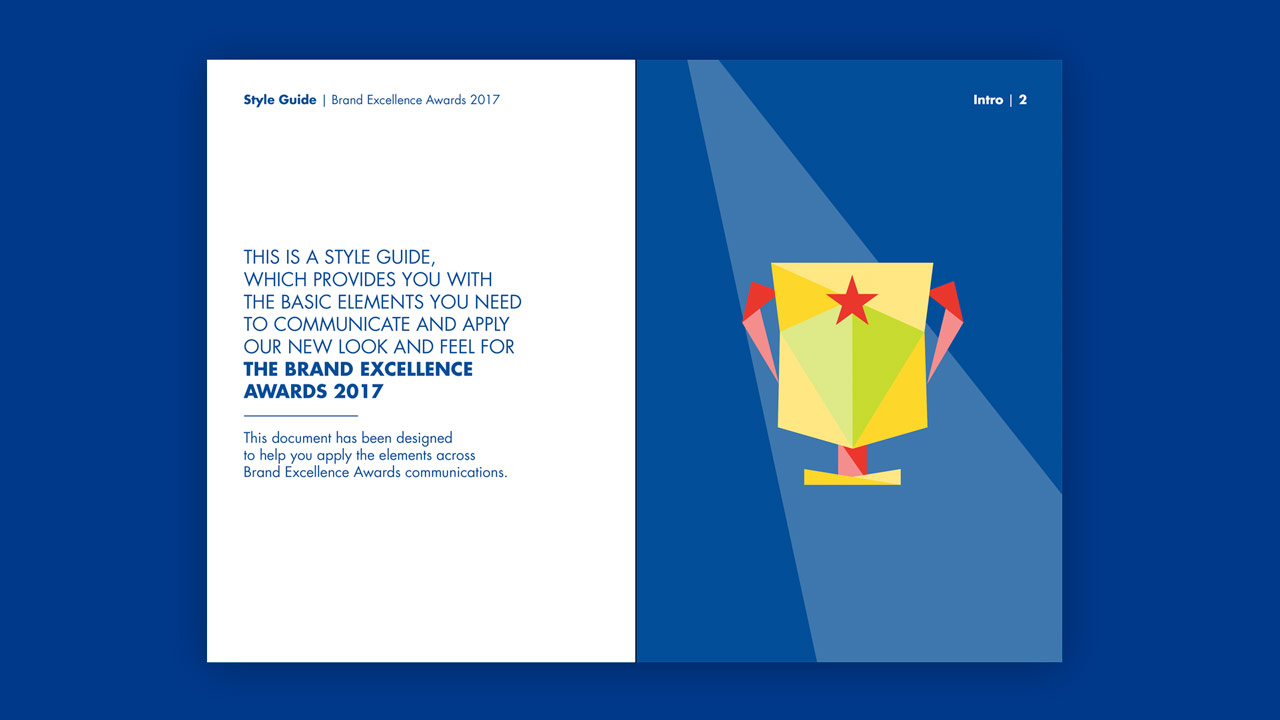 Style Guide | Brand Excellence Awards 2017
Intro | 2
THIS IS A STYLE GUIDE,
WHICH PROVIDES YOU WITH
THE BASIC ELEMENTS YOU NEED
TO COMMUNICATE AND APPLY
OUR NEW LOOK AND FEEL FOR
THE BRAND EXCELLENCE
AWARDS 2017
This document has been designed
to help you apply the elements across
Brand Excellence Awards communications.